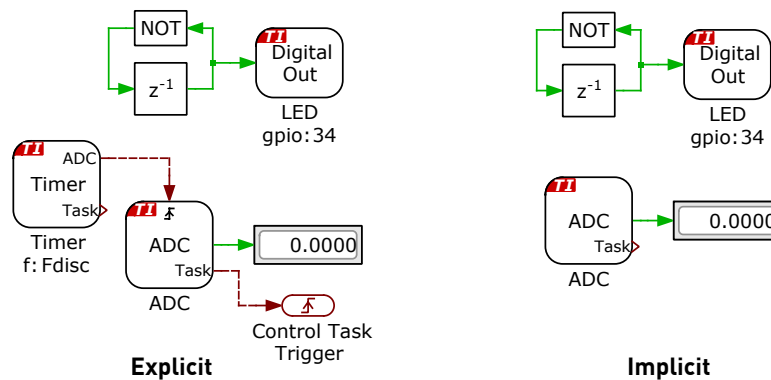 NOT
z-1
TI
Digital
Out
LED
gpio:34
TI
ADC
Timer
Task
Timer
f:Fdisc
TI
ADC
Task
ADC
0.0000
Control Task
Trigger
Explicit
NOT
z-1
TI
Digital
Out
LED
gpio:34
TI
ADC
Task
ADC
0.0000
Implicit